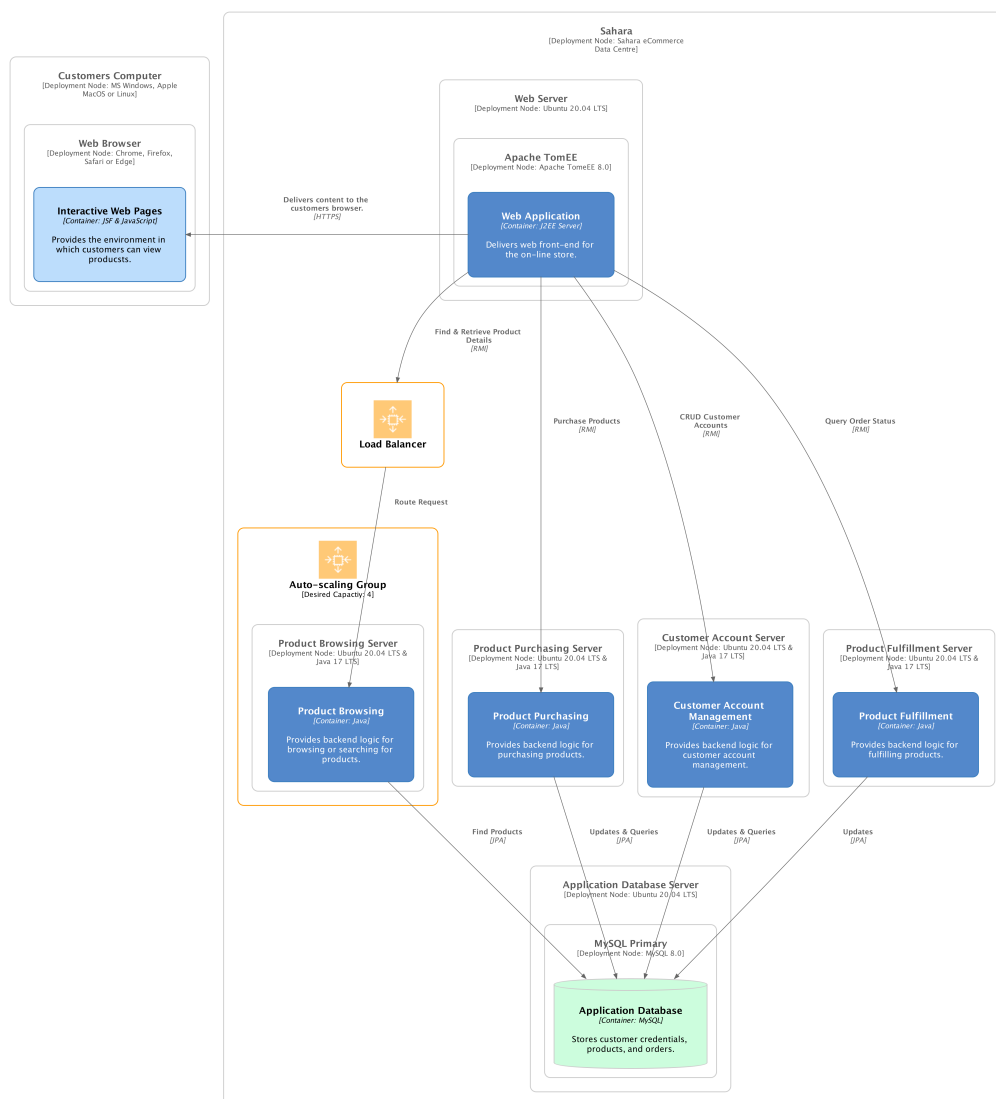 Sahara
[Deployment Node: Sahara eCommerce
Data Centre]
Customers Computer
[Deployment Node: MS Windows, Apple
MacOS or Linux]
Web Browser
[Deployment Node: Chrome, Firefox,
Safari or Edge]
Interactive Web Pages
[Container: JSF & JavaScript]
Provides the environment in
which customers can view
producsts.
Delivers content to the
customers browser.
[HTTPS]
Web Server
[Deployment Node: Ubuntu 20.04 LTS]
Apache TomEE
[Deployment Node: Apache TomeEE 8.0]
Web Application
[Container: J2EE Server]
Delivers web front-end for
the on-line store.
Find & Retrieve Product
Details
[RMI]
Purchase Products
[RMI]
CRUD Customer
Accounts
[RMI]
Query Order Status
[RMI]
Load Balancer
Route Request
Auto-scaling Group
[Desired Capactiy: 4]
Product Browsing Server
[Deployment Node: Ubuntu 20.04 LTS &
Java 17 LTS]
Product Browsing
[Container: Java]
Provides backend logic for
browsing or searching for
products.
Product Purchasing Server
[Deployment Node: Ubuntu 20.04 LTS &
Java 17 LTS]
Product Purchasing
[Container: Java]
Provides backend logic for
purchasing products.
Customer Account Server
[Deployment Node: Ubuntu 20.04 LTS &
Java 17 LTS]
Customer Account
Management
[Container: Java]
Provides backend logic for
customer account
management.
Product Fulfillment Server
[Deployment Node: Ubuntu 20.04 LTS &
Java 17 LTS]
Product Fulfillment
[Container: Java]
Provides backend logic for
fulfilling products.
Find Products
[JPA]
Updates & Queries
[JPA]
Updates & Queries
[JPA]
Updates
[JPA]
Application Database Server
[Deployment Node: Ubuntu 20.04 LTS]
MySQL Primary
[Deployment Node: MySQL 8.0]
Application Database
[Container: MySQL]
Stores customer credentials,
products, and orders.